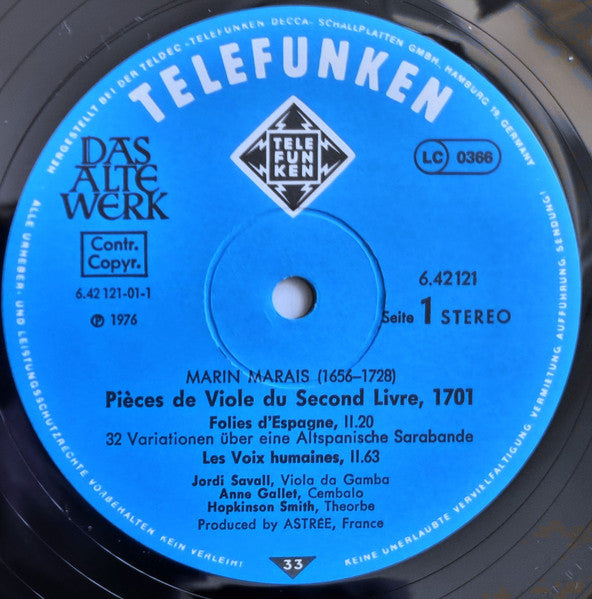 HERGESTELLT BEI DER TELDEC »TELEFUNKEN DECCA« SCHALLPLATTEN GMBH, HAMBURG 19, GERMANY
TELEFUNKEN
TELE
FUN
KEN
DAS
ALTE
WERK
LC 0366
Contr.
Copyr.
6.42 121-01-1
℗ 1976
6.42121
Seite 1 STEREO
MARIN MARAIS (1656–1728)
Pièces de Viole du Second Livre, 1701
Folies d'Espagne, II.20
32 Variationen über eine Altspanische Sarabande
Les Voix humaines, II.63
Jordi Savall, Viola da Gamba
Anne Gallet, Cembalo
Hopkinson Smith, Theorbe
Produced by ASTRÉE, France
33
ALLE URHEBER- UND LEISTUNGSSCHUTZRECHTE VORBEHALTEN KEIN VERLEIH!
KEINE UNERLAUBTE VERVIELFÄLTIGUNG VERMIETUNG AUFFÜHRUNG SENDUNG!